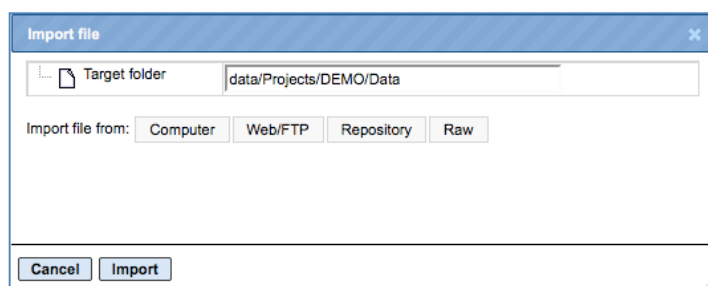 Import file
Target folder data/Projects/DEMO/Data
Import file from: Computer Web/FTP Repository Raw
Cancel Import